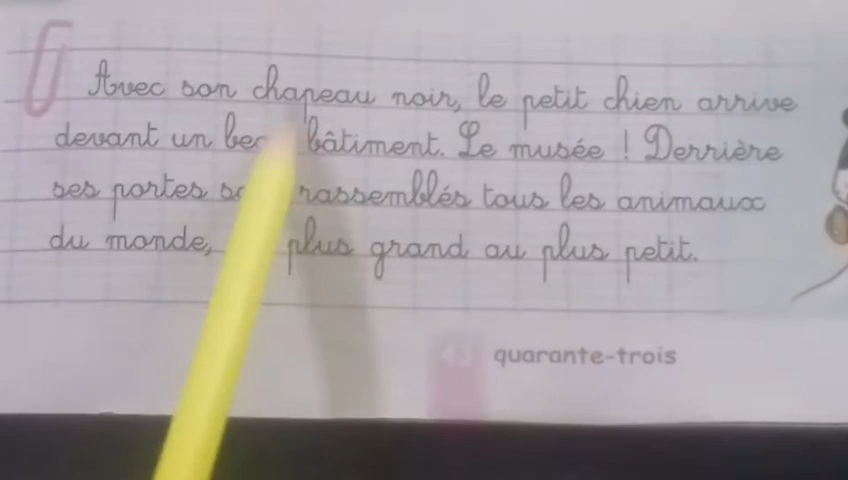 Avec son chapeau noir, le petit chien arrive
devant un bâtiment. Le musée ! Derrière
ses portes rassemblés tous les animaux
du monde, plus grand au plus petit.
43 quarante-trois